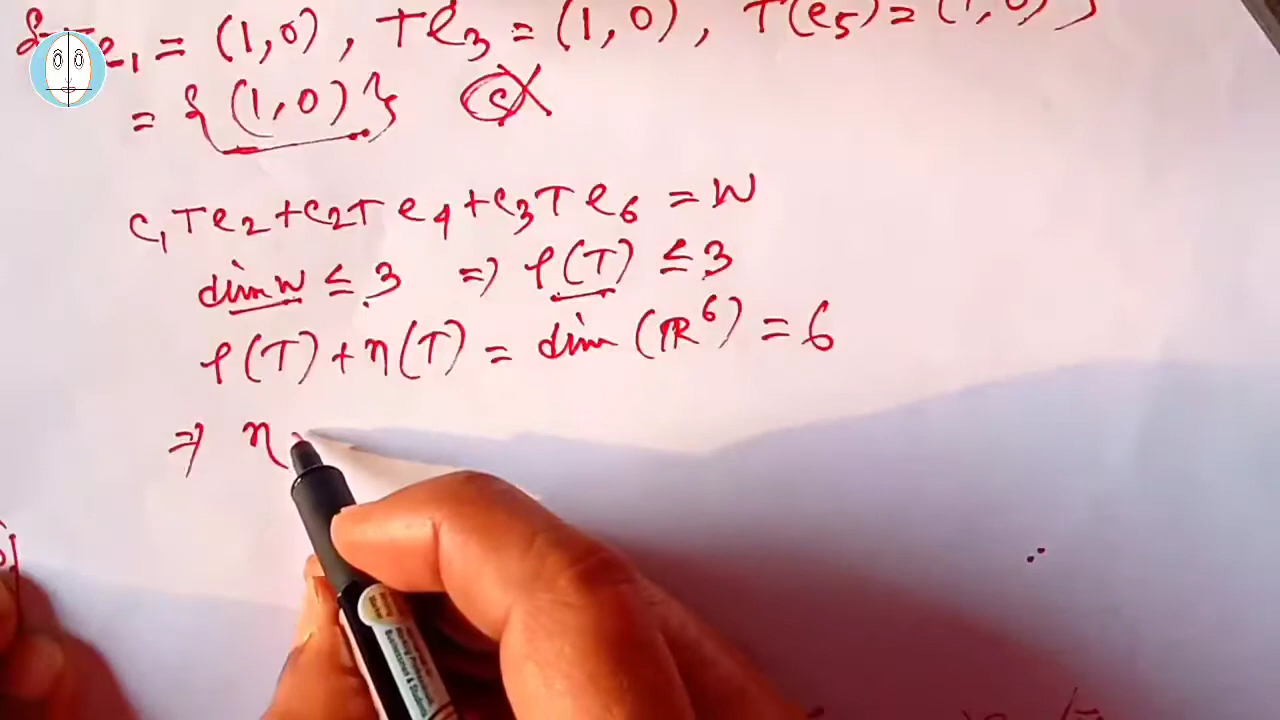 Te₁ = (1,0), Te₃ = (1,0), T(e₅) = (1,0)}
= {(1,0)} (c)
c₁Te₂ + c₂Te₄ + c₃Te₆ = W
dim W ≤ 3 ⇒ ρ(T) ≤ 3
ρ(T) + η(T) = dim (ℝ⁶) = 6
⇒ η